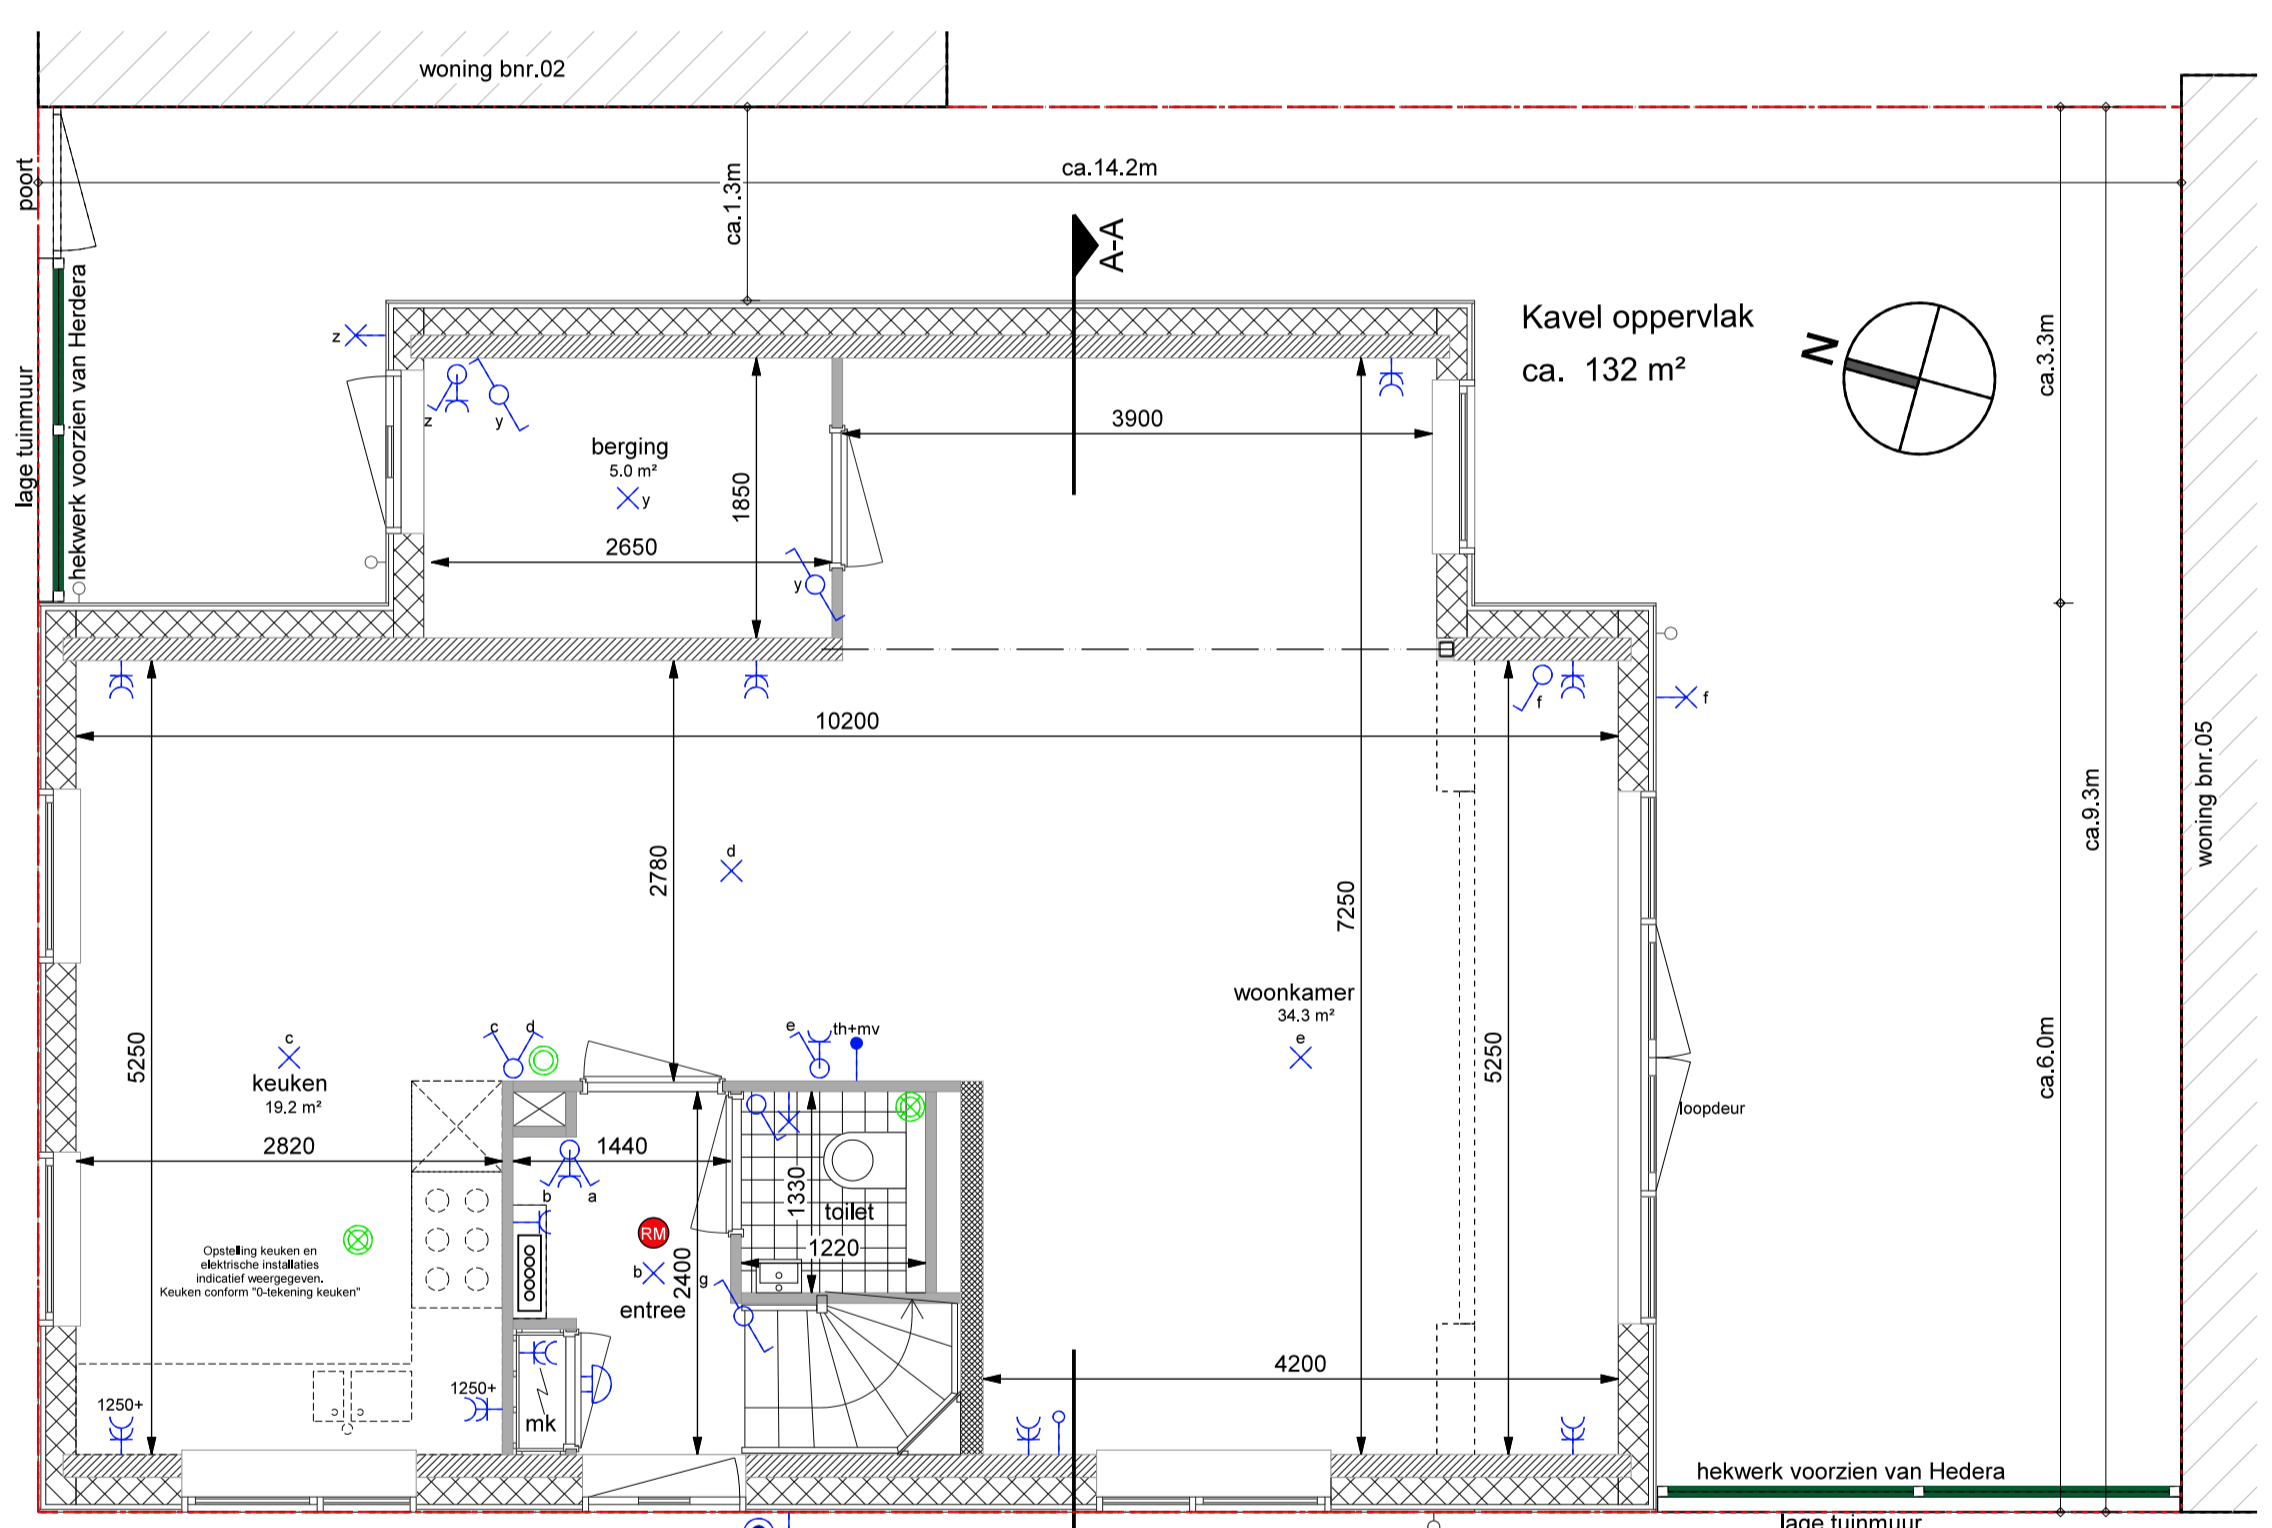 woning bnr.02
poort
ca.14.2m
ca.1.3m
A-A
lage tuinmuur
hekwerk voorzien van Herdera
Kavel oppervlak
ca. 132 m²
N
ca.3.3m
z
z
y
berging
5.0 m²
y
1850
2650
y
3900
10200
f
f
woning bnr.05
ca.9.3m
2780
d
7250
woonkamer
34.3 m²
e
5250
c
keuken
19.2 m²
2820
c
d
e
th+mv
5250
ca.6.0m
loopdeur
1440
b
a
1330
toilet
1220
RM
b
2400
g
entree
Opstelling keuken en
elektrische installaties
indicatief weergegeven.
Keuken conform "0-tekening keuken"
1250+
1250+
mk
4200
hekwerk voorzien van Hedera
lage tuinmuur